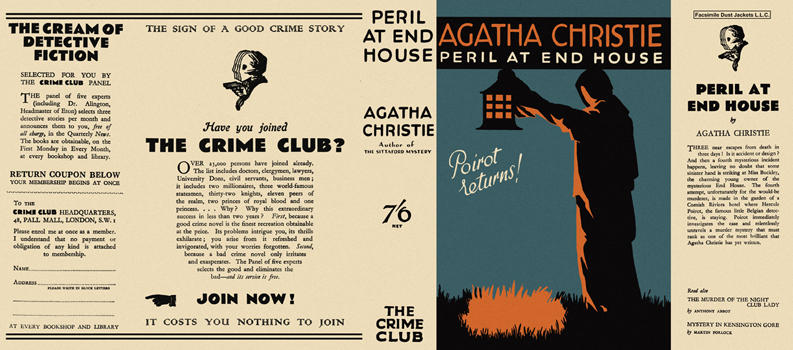 THE CREAM OF
DETECTIVE
FICTION
SELECTED FOR YOU BY
THE CRIME CLUB PANEL
THE panel of five experts
(including Dr. Alington,
Headmaster of Eton) selects three
detective stories per month and
announces them to you, free of
all charge, in the Quarterly News.
The books are obtainable, on the
First Monday in Every Month,
at every bookshop and library.
RETURN COUPON BELOW
YOUR MEMBERSHIP BEGINS AT ONCE
TO THE
CRIME CLUB HEADQUARTERS,
48, PALL MALL, LONDON, S.W. 1
Please enrol me at once as a member.
I understand that no payment or
obligation of any kind is attached
to membership.
NAME
ADDRESS
PLEASE WRITE IN BLOCK LETTERS
AT EVERY BOOKSHOP AND LIBRARY
THE SIGN OF A GOOD CRIME STORY
Have you joined
THE CRIME CLUB?
OVER 25,000 persons have joined already.
The list includes doctors, clergymen, lawyers,
University Dons, civil servants, business men;
it includes two millionaires, three world-famous
statesmen, thirty-two knights, eleven peers of
the realm, two princes of royal blood and one
princess. . . . Why? Why this extraordinary
success in less than two years? First, because a
good crime novel is the finest recreation obtainable
at the price. Its problems intrigue you, its thrills
exhilarate; you arise from it refreshed and
invigorated, with your worries forgotten. Second,
because a bad crime novel only irritates
and exasperates. The Panel of five experts
selects the good and eliminates the
bad—and its service is free.
JOIN NOW!
IT COSTS YOU NOTHING TO JOIN
PERIL
AT END
HOUSE
AGATHA
CHRISTIE
Author of
THE SITTAFORD MYSTERY
7/6
NET
THE
CRIME
CLUB
AGATHA CHRISTIE
PERIL AT END HOUSE
Poirot
returns!
Facsimile Dust Jackets L.L.C.
PERIL AT
END HOUSE
by
AGATHA CHRISTIE
THREE near escapes from death in
three days! Is it accident or design?
And then a fourth mysterious incident
happens, leaving no doubt that some
sinister hand is striking at Miss Buckley,
the charming young owner of the
mysterious End House. The fourth
attempt, unfortunately for the would-be
murderer, is made in the garden of a
Cornish Riviera hotel where Hercule
Poirot, the famous little Belgian detec-
tive, is staying. Poirot immediately
investigates the case and relentlessly
unravels a murder mystery that must
rank as one of the most brilliant that
Agatha Christie has yet written.
Read also
THE MURDER OF THE NIGHT
CLUB LADY
by ANTHONY ABBOT
MYSTERY IN KENSINGTON GORE
by MARTIN PORLOCK